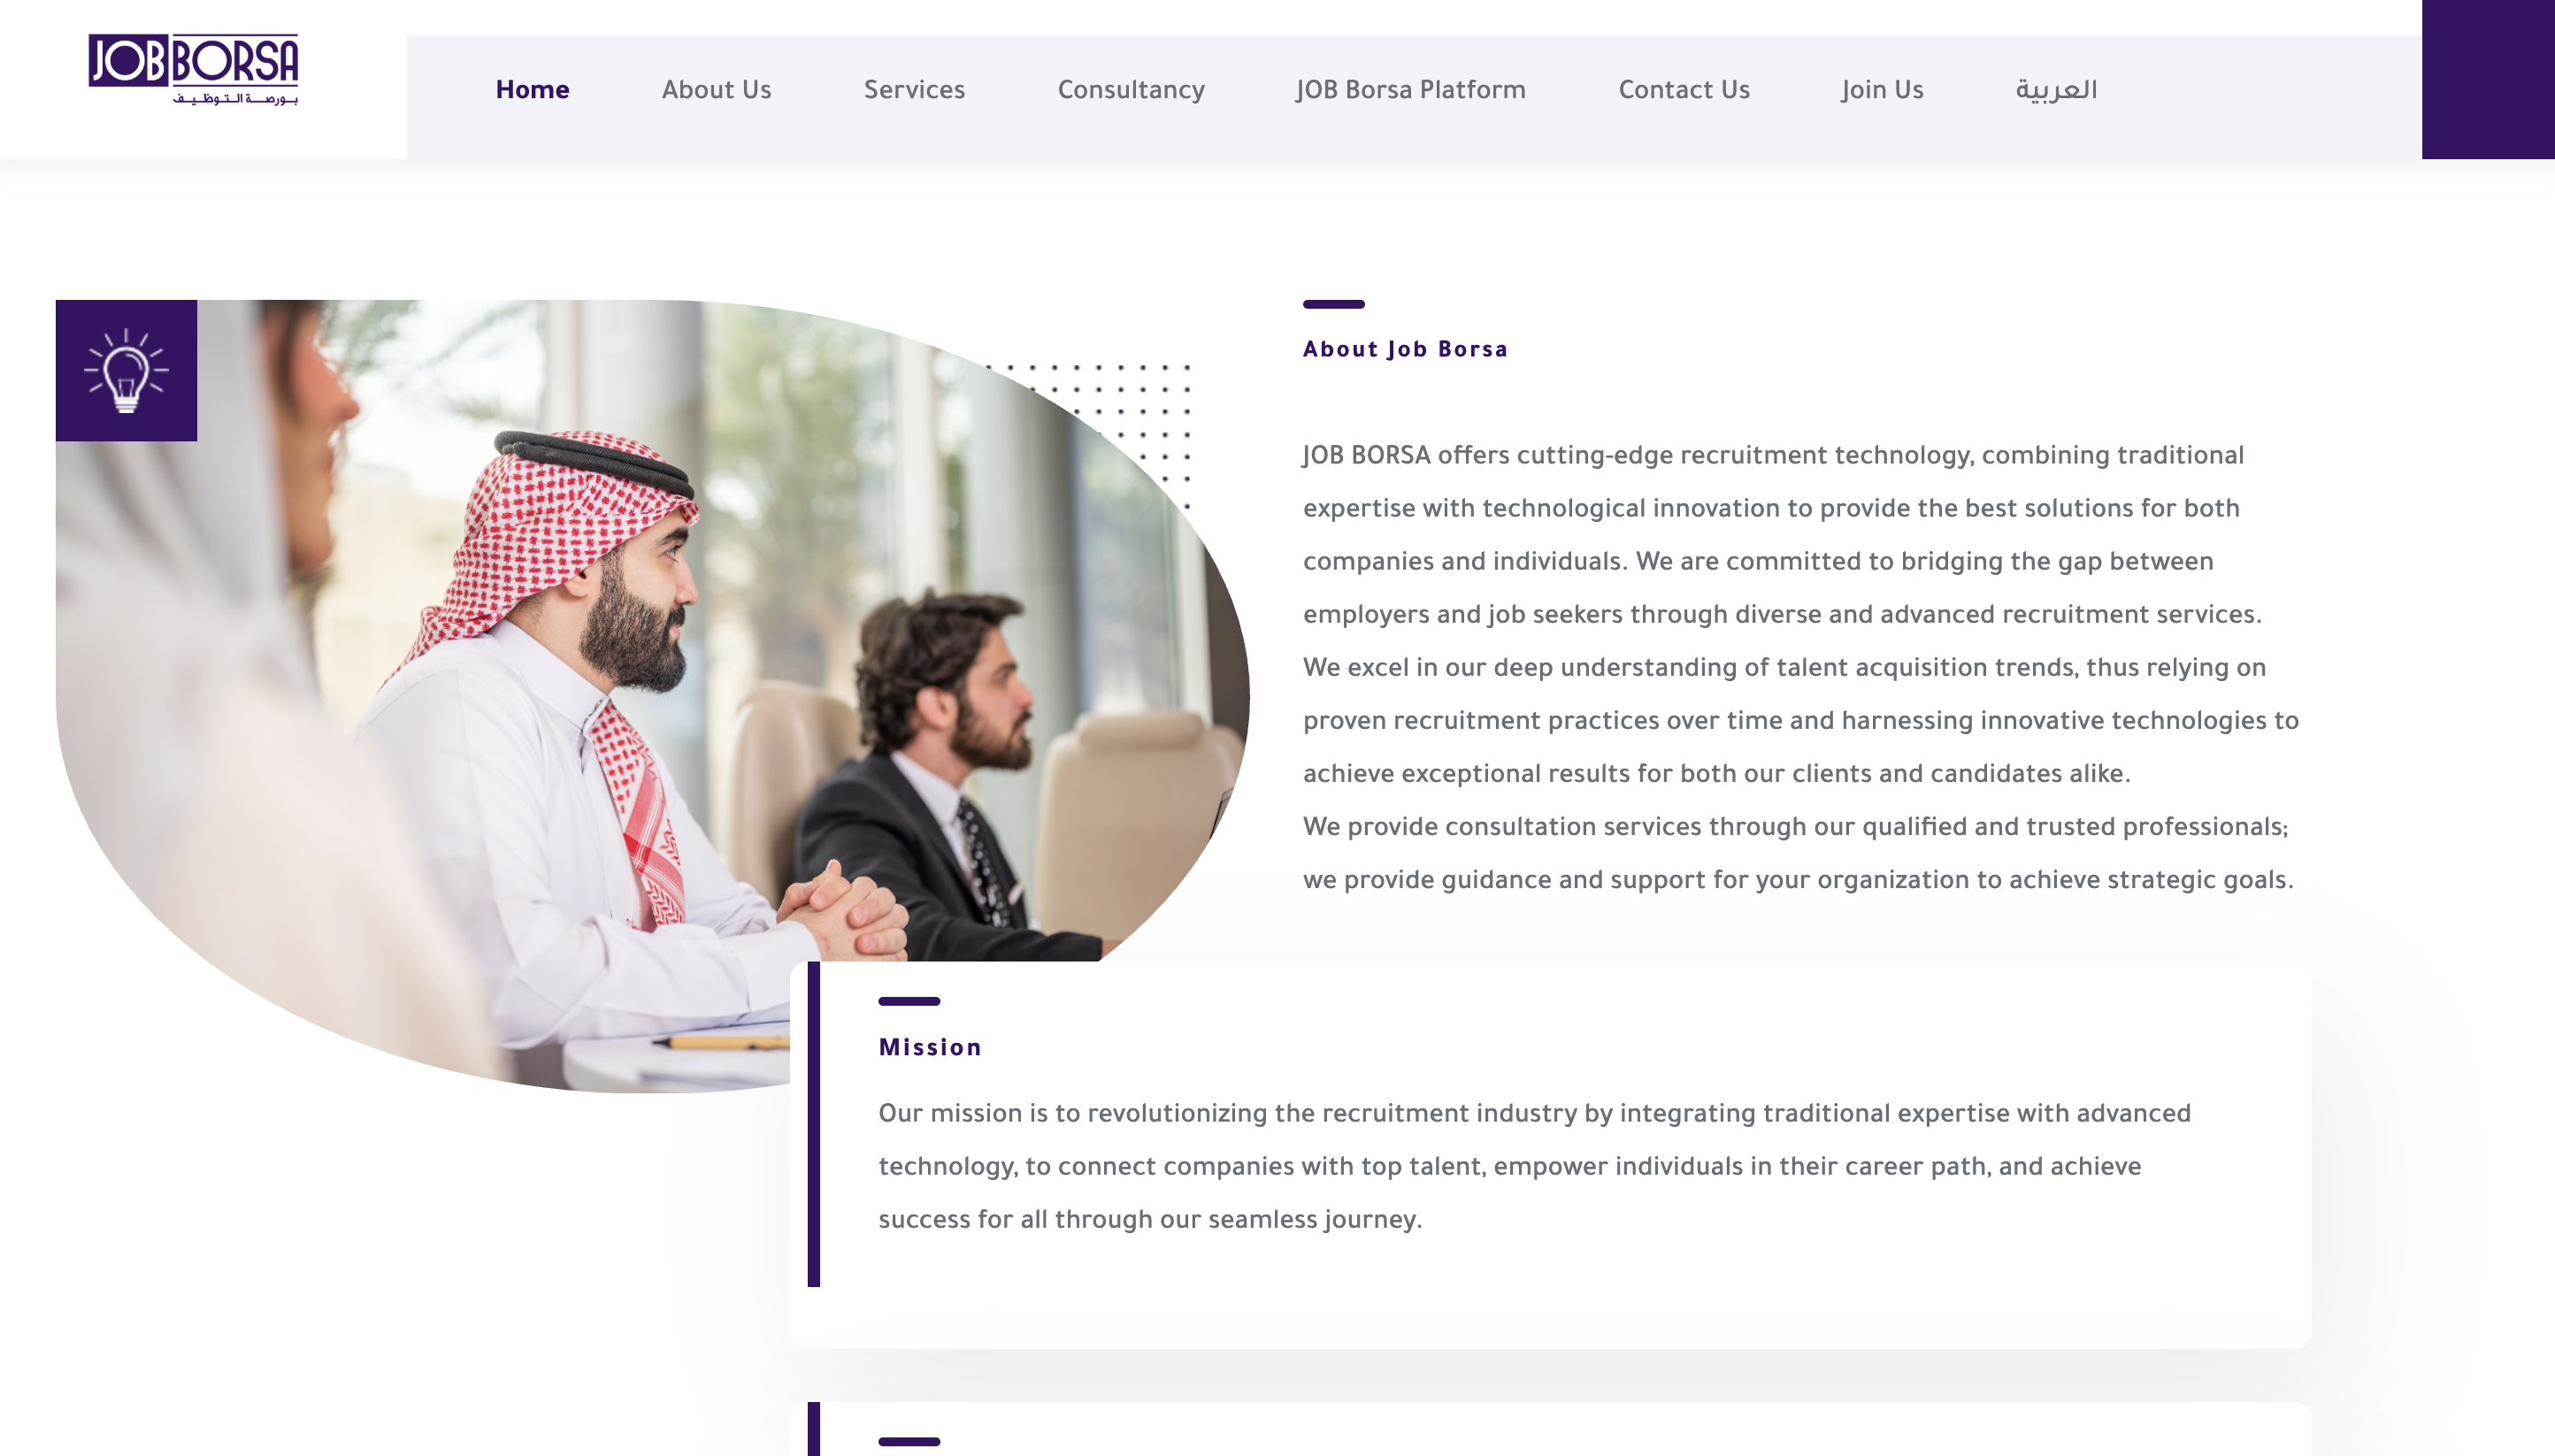 JOBBORSA
بـورصـــة الـتـوظـيـف
Home
About Us
Services
Consultancy
JOB Borsa Platform
Contact Us
Join Us
العربية
About Job Borsa
JOB BORSA offers cutting-edge recruitment technology, combining traditional
expertise with technological innovation to provide the best solutions for both
companies and individuals. We are committed to bridging the gap between
employers and job seekers through diverse and advanced recruitment services.
We excel in our deep understanding of talent acquisition trends, thus relying on
proven recruitment practices over time and harnessing innovative technologies to
achieve exceptional results for both our clients and candidates alike.
We provide consultation services through our qualified and trusted professionals;
we provide guidance and support for your organization to achieve strategic goals.
Mission
Our mission is to revolutionizing the recruitment industry by integrating traditional expertise with advanced
technology, to connect companies with top talent, empower individuals in their career path, and achieve
success for all through our seamless journey.